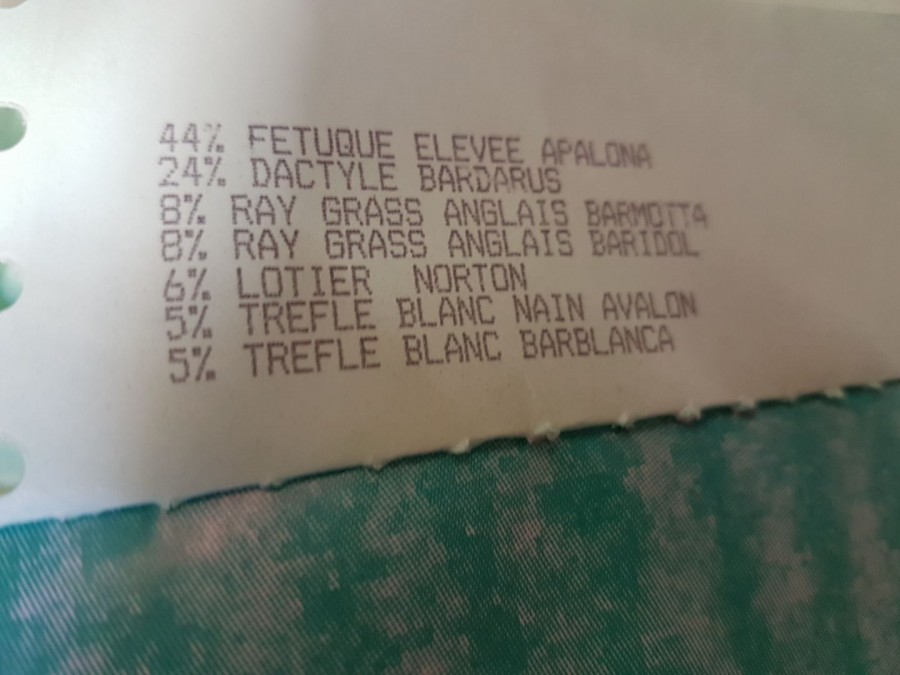 44% FETUQUE ELEVEE APALONA
24% DACTYLE BARDARUS
8% RAY GRASS ANGLAIS BARMOTTA
8% RAY GRASS ANGLAIS BARIDOL
6% LOTIER NORTON
5% TREFLE BLANC NAIN AVALON
5% TREFLE BLANC BARBLANCA